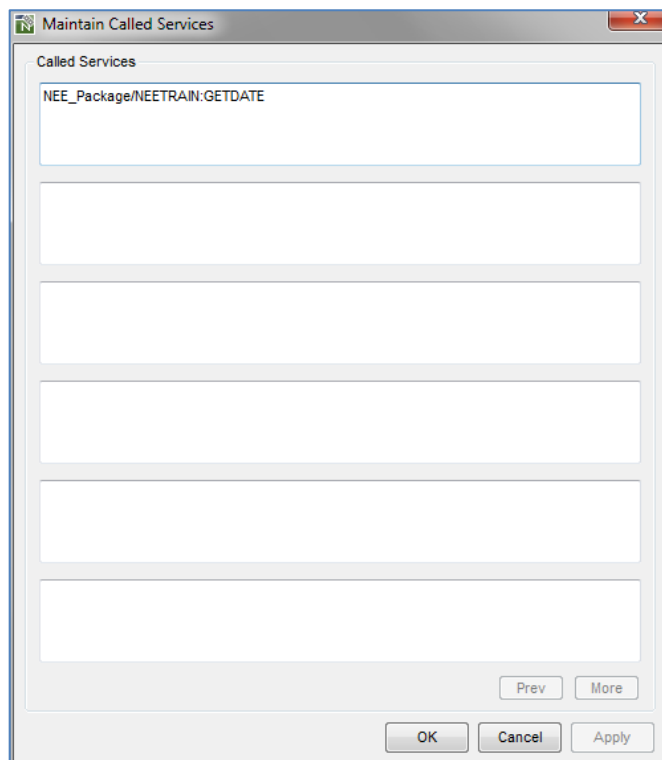 Maintain Called Services
Called Services
NEE_Package/NEETRAIN:GETDATE
Prev More
OK Cancel Apply